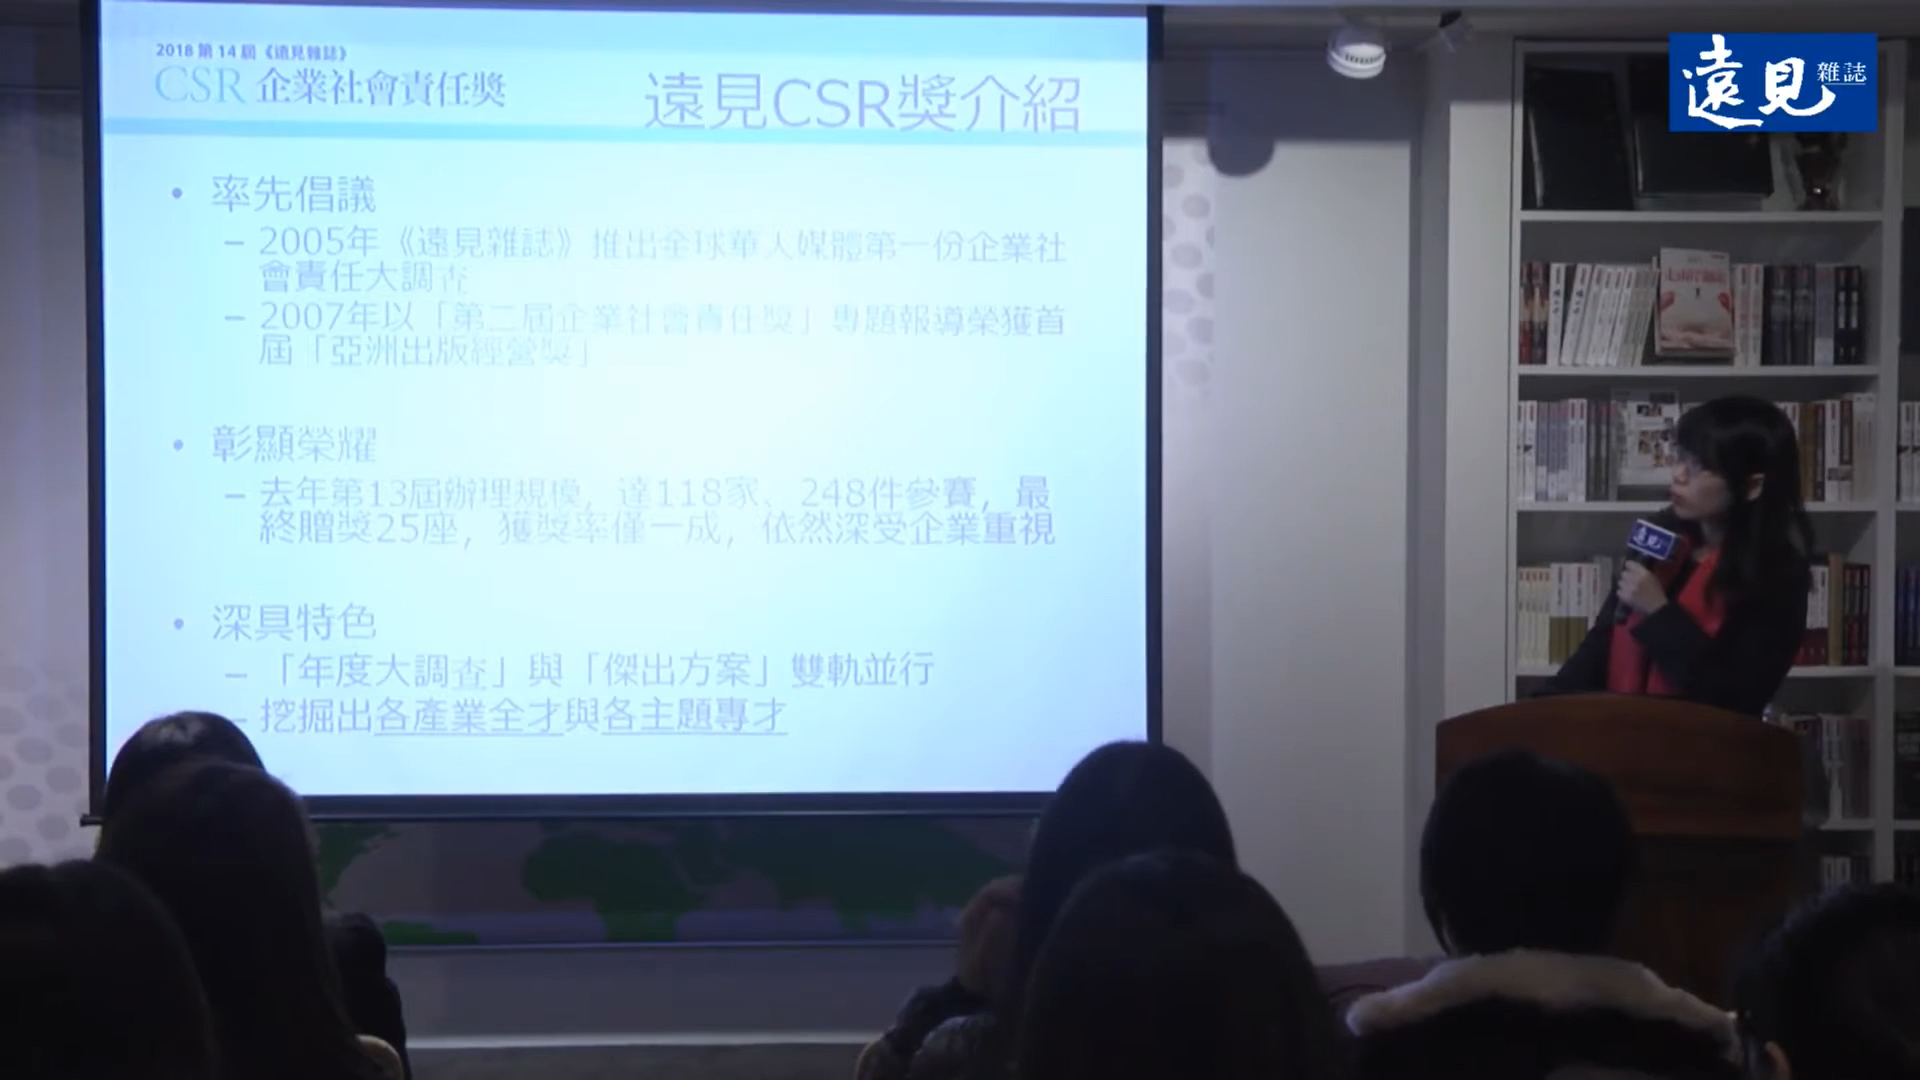 2018 第 14 屆《遠見雜誌》
CSR 企業社會責任獎
遠見CSR獎介紹
• 率先倡議
– 2005年《遠見雜誌》推出全球華人媒體第一份企業社
會責任大調查
– 2007年以「第二屆企業社會責任獎」專題報導榮獲首
屆「亞洲出版經營獎」
• 彰顯榮耀
– 去年第13屆辦理規模，達118家、248件參賽，最
終贈獎25座，獲獎率僅一成，依然深受企業重視
• 深具特色
– 「年度大調查」與「傑出方案」雙軌並行
– 挖掘出各產業全才與各主題專才
遠見 雜誌
遠見